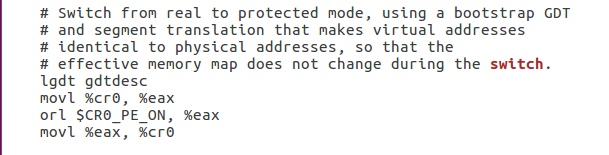 # Switch from real to protected mode, using a bootstrap GDT
# and segment translation that makes virtual addresses
# identical to physical addresses, so that the
# effective memory map does not change during the switch.
lgdt gdtdesc
movl %cr0, %eax
orl $CR0_PE_ON, %eax
movl %eax, %cr0